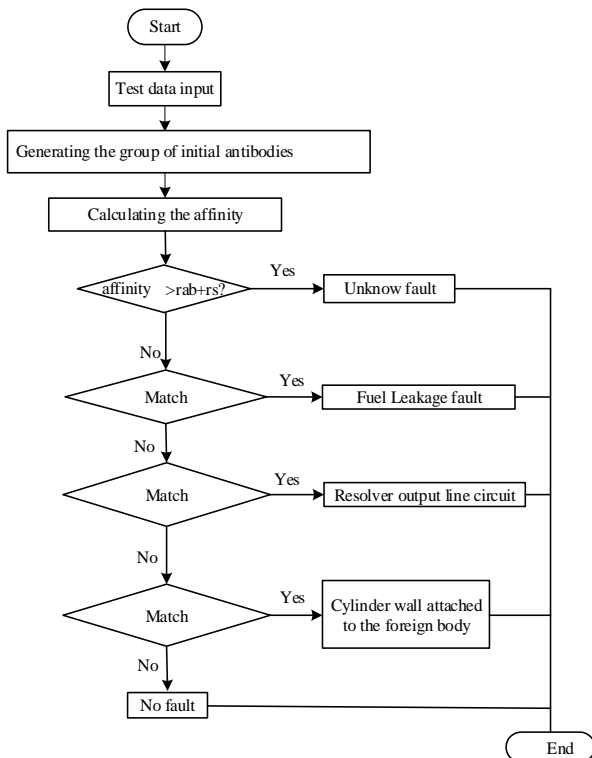 Start
Test data input
Generating the group of initial antibodies
Calculating the affinity
affinity >rab+rs?
Yes
Unknow fault
No
Match
Yes
Fuel Leakage fault
No
Match
Yes
Resolver output line circuit
No
Match
Yes
Cylinder wall attached
to the foreign body
No
No fault
End